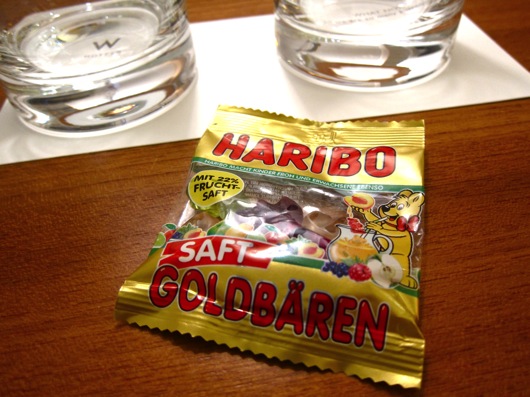 W
HARIBO
HARIBO MACHT KINDER FROH UND ERWACHSENE EBENSO
MIT 22%
FRUCHT-
SAFT
SAFT
GOLDBÄREN